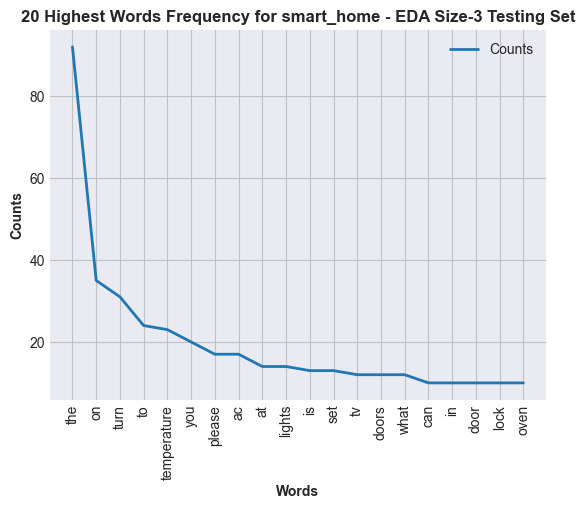 20 Highest Words Frequency for smart_home - EDA Size-3 Testing Set
Counts
80
60
40
20
Counts
the
on
turn
to
temperature
you
please
ac
at
lights
is
set
tv
doors
what
can
in
door
lock
oven
Words